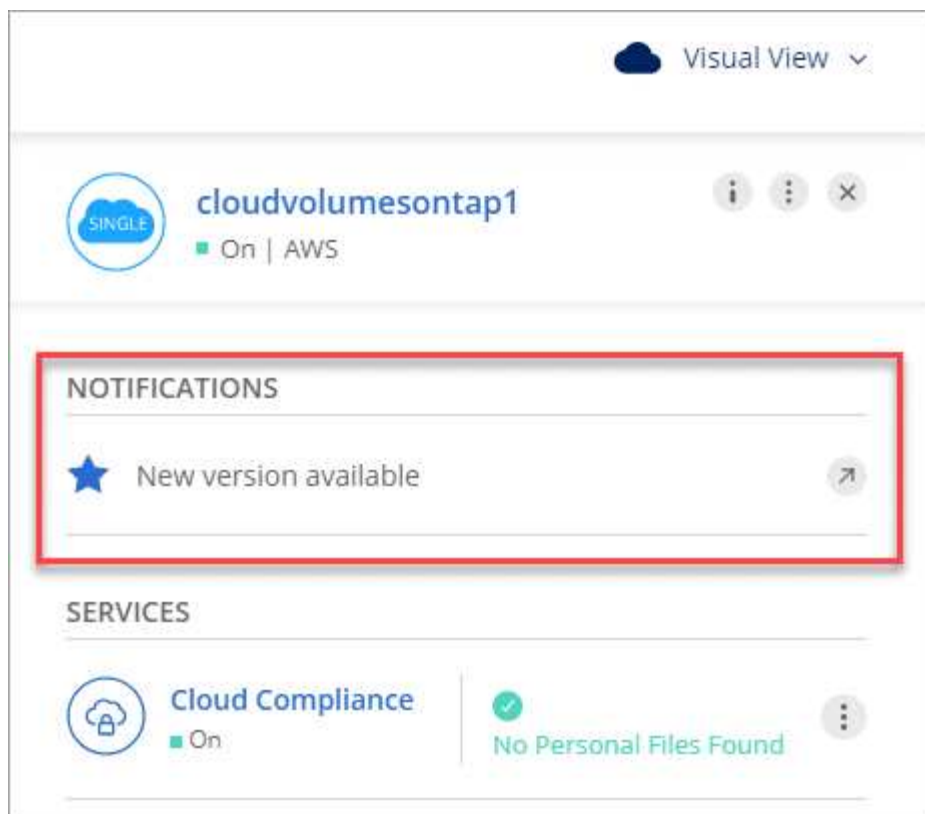 Visual View
SINGLE
cloudvolumesontap1
On | AWS
NOTIFICATIONS
New version available
SERVICES
Cloud Compliance
On
No Personal Files Found